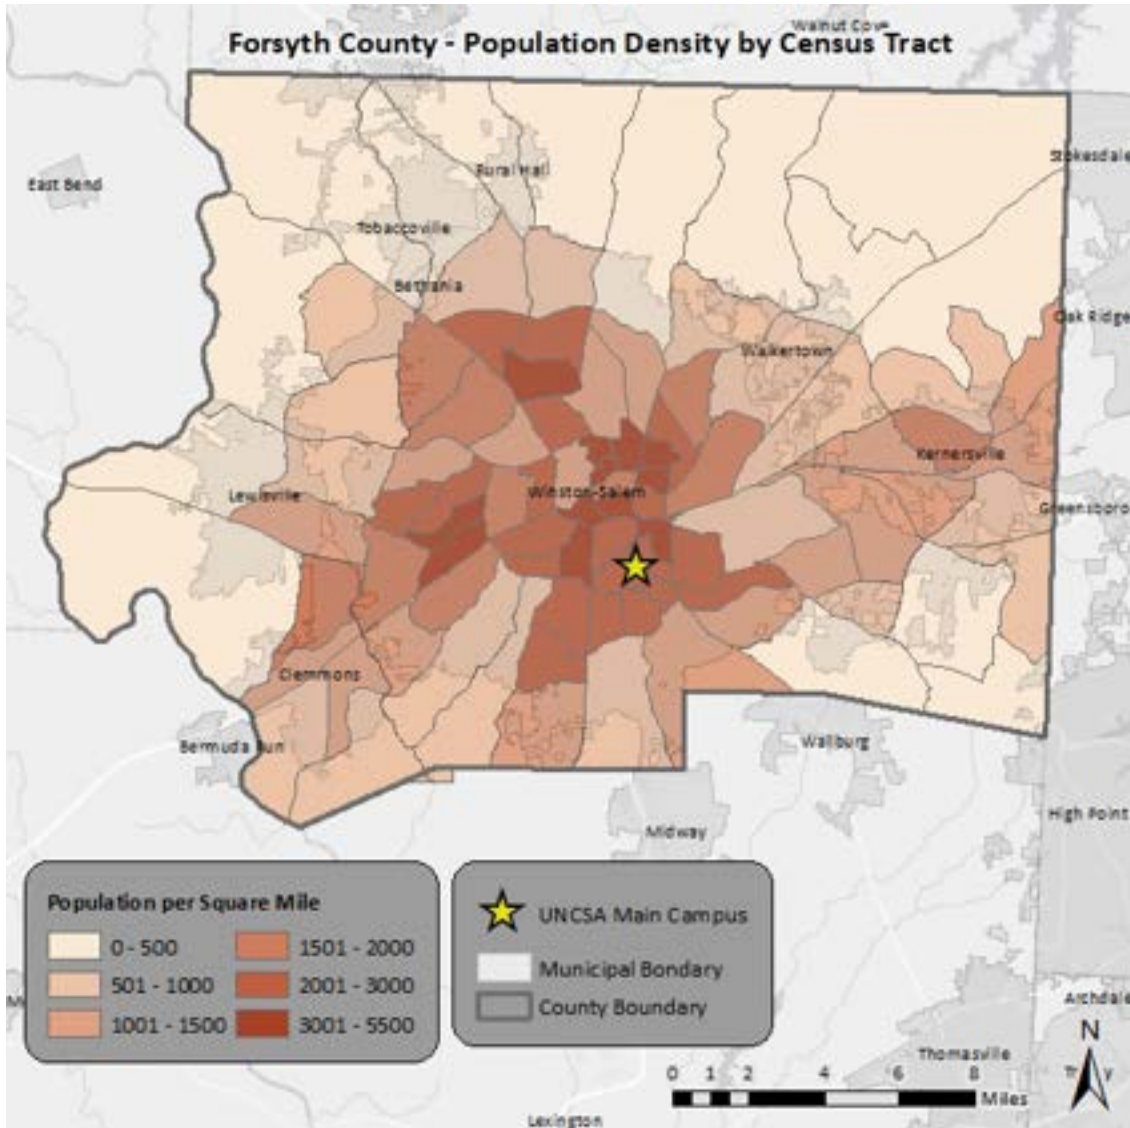 Walnut Cove
Forsyth County - Population Density by Census Tract
Stokesdale
Rural Hall
East Bend
Tobaccoville
Bethania
Oak Ridge
Walkertown
Kernersville
Lewisville
Winston-Salem
Greensboro
Clemmons
Bermuda Run
Wallburg
High Point
Midway
Population per Square Mile
0 - 500
501 - 1000
1001 - 1500
1501 - 2000
2001 - 3000
3001 - 5500
UNCSA Main Campus
Municipal Bondary
County Boundary
Archdale
N
Thomasville
0 1 2 4 6 8
Miles
Lexington